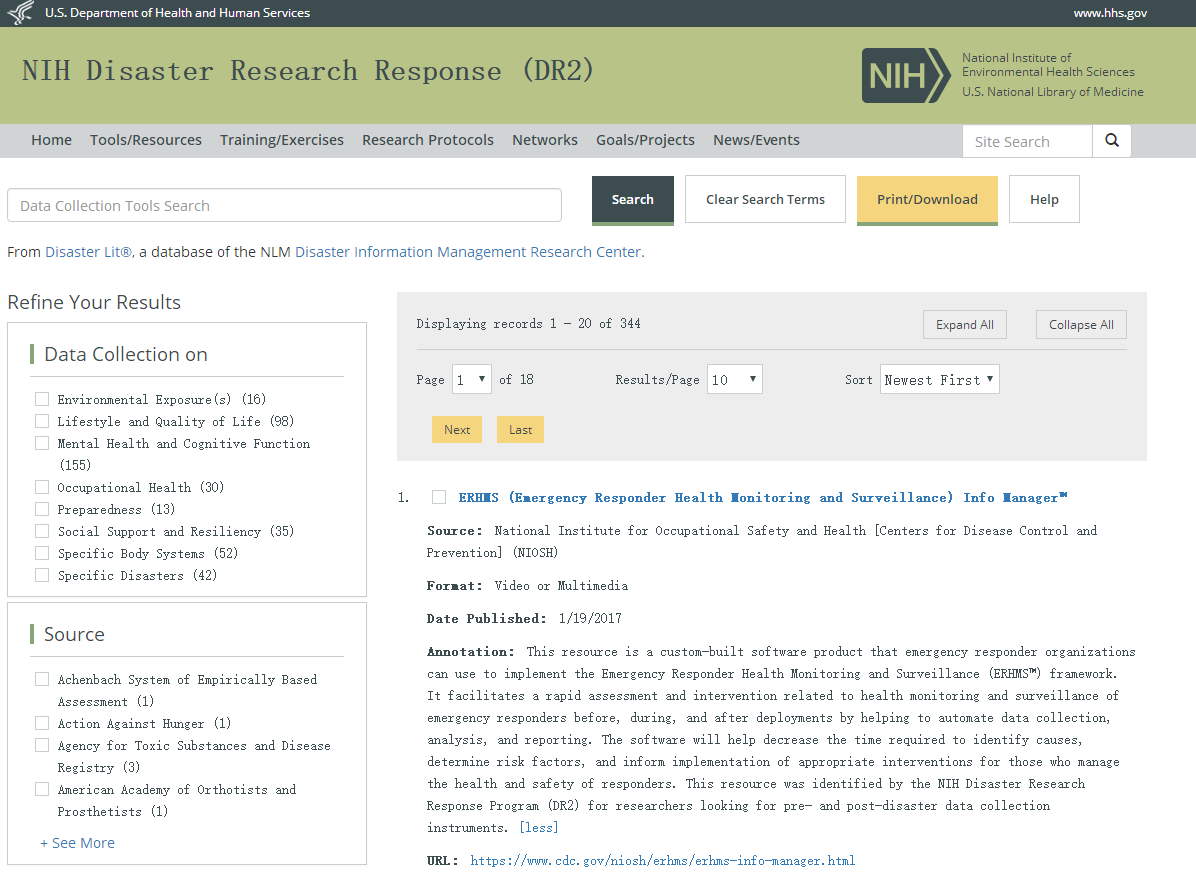 U.S. Department of Health and Human Services
www.hhs.gov
NIH Disaster Research Response (DR2)
NIH
National Institute of
Environmental Health Sciences
U.S. National Library of Medicine
Home Tools/Resources Training/Exercises Research Protocols Networks Goals/Projects News/Events
Site Search
Data Collection Tools Search
Search
Clear Search Terms
Print/Download
Help
From Disaster Lit®, a database of the NLM Disaster Information Management Research Center.
Refine Your Results
Data Collection on
Environmental Exposure(s) (16)
Lifestyle and Quality of Life (98)
Mental Health and Cognitive Function
(155)
Occupational Health (30)
Preparedness (13)
Social Support and Resiliency (35)
Specific Body Systems (52)
Specific Disasters (42)
Source
Achenbach System of Empirically Based
Assessment (1)
Action Against Hunger (1)
Agency for Toxic Substances and Disease
Registry (3)
American Academy of Orthotists and
Prosthetists (1)
+ See More
Displaying records 1 - 20 of 344
Expand All
Collapse All
Page 1 of 18
Results/Page 10
Sort Newest First
Next
Last
1. ERHMS (Emergency Responder Health Monitoring and Surveillance) Info Manager™
Source: National Institute for Occupational Safety and Health [Centers for Disease Control and
Prevention] (NIOSH)
Format: Video or Multimedia
Date Published: 1/19/2017
Annotation: This resource is a custom-built software product that emergency responder organizations
can use to implement the Emergency Responder Health Monitoring and Surveillance (ERHMS™) framework.
It facilitates a rapid assessment and intervention related to health monitoring and surveillance of
emergency responders before, during, and after deployments by helping to automate data collection,
analysis, and reporting. The software will help decrease the time required to identify causes,
determine risk factors, and inform implementation of appropriate interventions for those who manage
the health and safety of responders. This resource was identified by the NIH Disaster Research
Response Program (DR2) for researchers looking for pre- and post-disaster data collection
instruments. [less]
URL: https://www.cdc.gov/niosh/erhms/erhms-info-manager.html